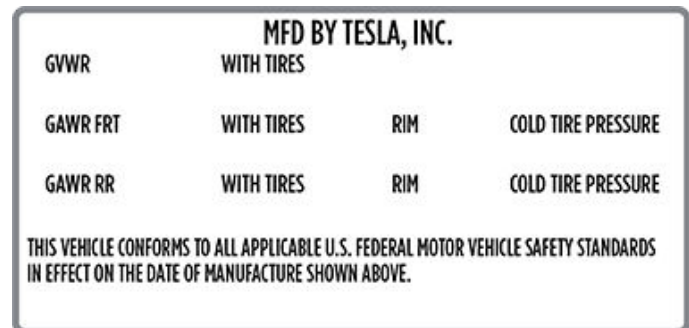 MFD BY TESLA, INC.
GVWR WITH TIRES
GAWR FRT WITH TIRES RIM COLD TIRE PRESSURE
GAWR RR WITH TIRES RIM COLD TIRE PRESSURE
THIS VEHICLE CONFORMS TO ALL APPLICABLE U.S. FEDERAL MOTOR VEHICLE SAFETY STANDARDS
IN EFFECT ON THE DATE OF MANUFACTURE SHOWN ABOVE.